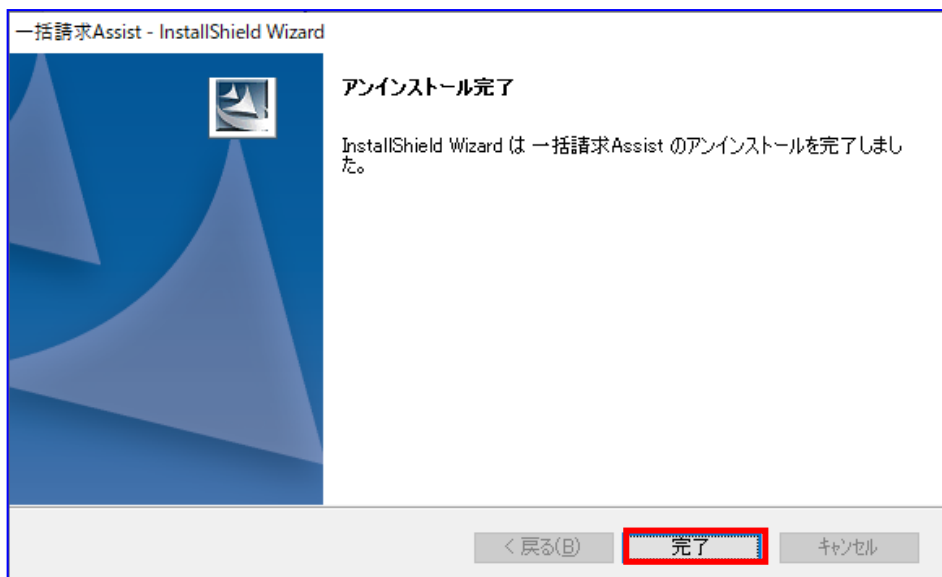 一括請求Assist - InstallShield Wizard
アンインストール完了
InstallShield Wizard は 一括請求Assist のアンインストールを完了しまし
た。
< 戻る(B)
完了
キャンセル